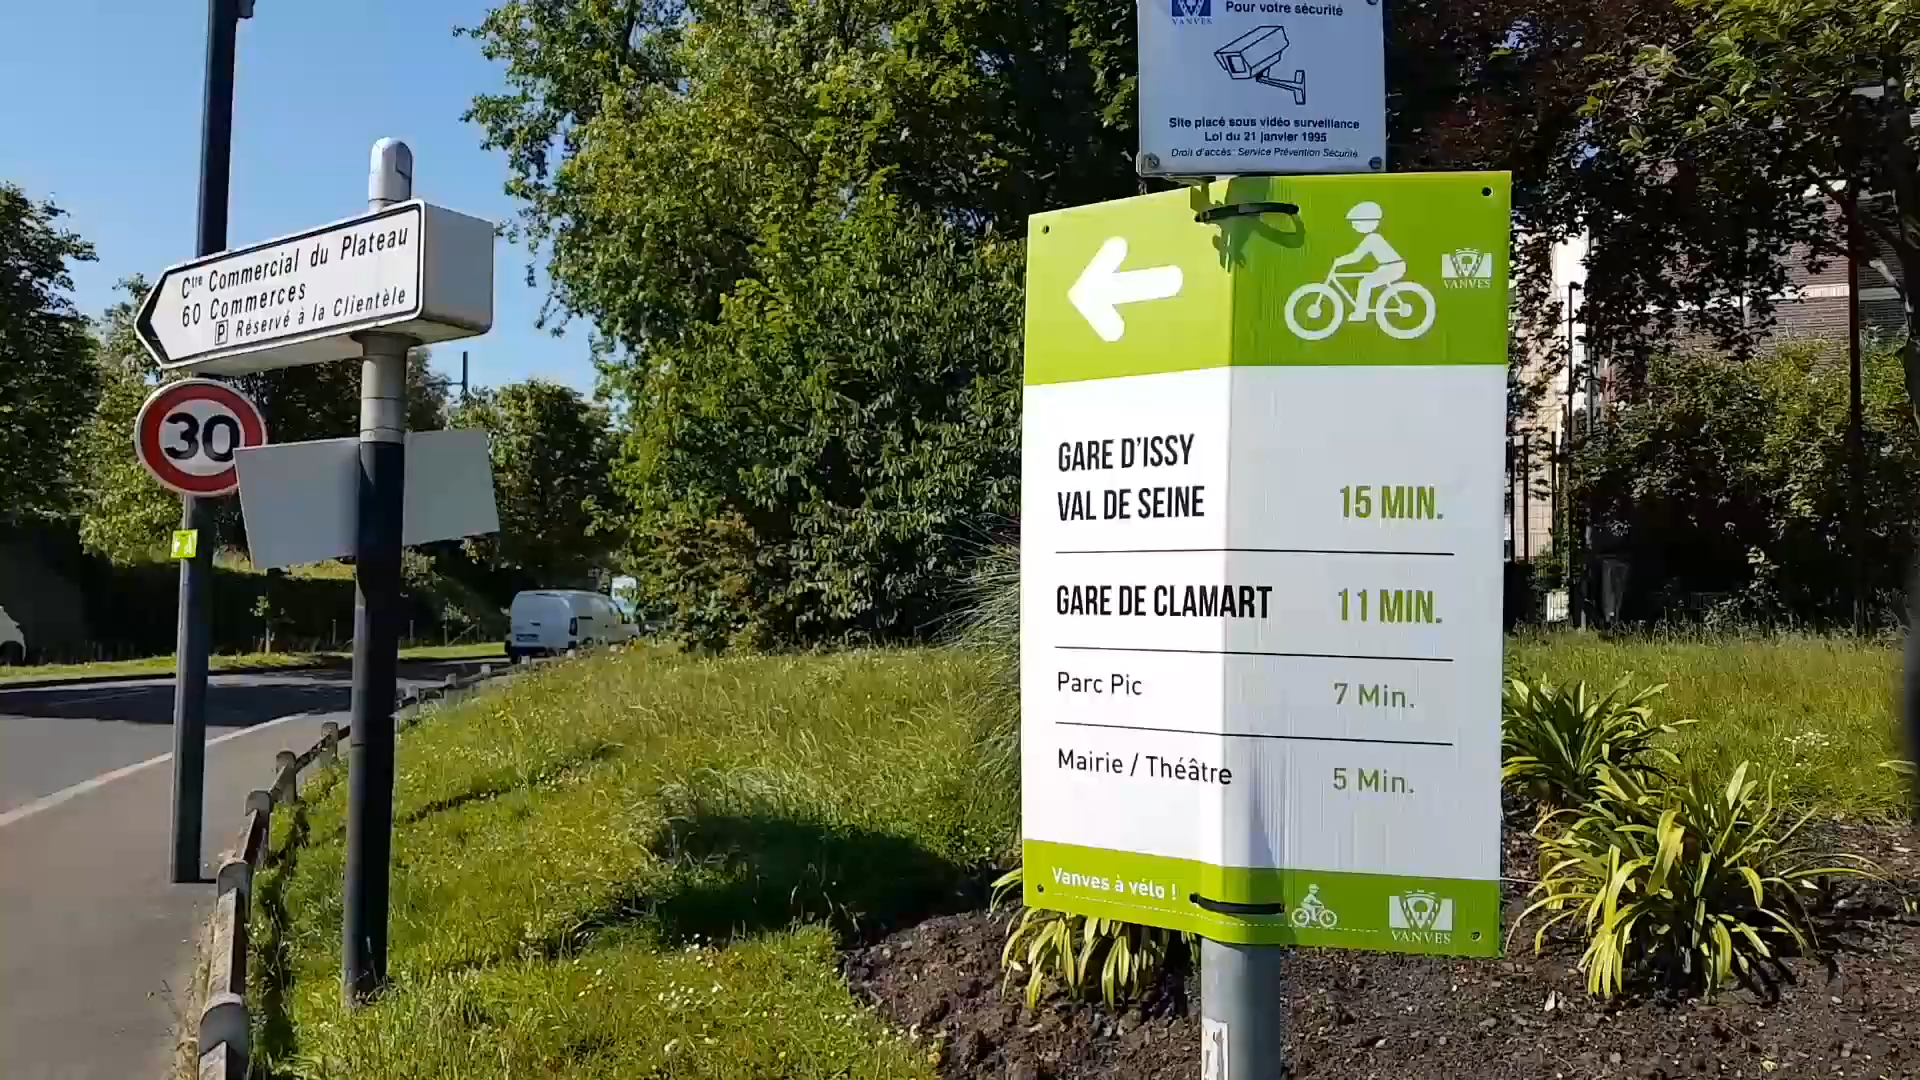 Ctre Commercial du Plateau
60 Commerces
P Réservé à la Clientèle
30
VANVES
Pour votre sécurité
Site placé sous vidéo surveillance
Loi du 21 janvier 1995
Droit d'accès: Service Prévention Sécurité
VANVES
GARE D'ISSY
VAL DE SEINE 15 MIN.
GARE DE CLAMART 11 MIN.
Parc Pic 7 Min.
Mairie / Théâtre 5 Min.
Vanves à vélo !
VANVES